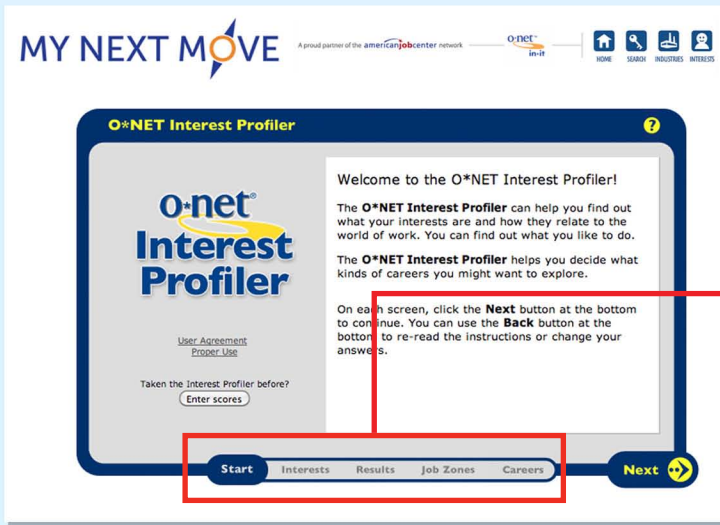 MY NEXT MOVE
A proud partner of the americanjobcenter network
o·net™
in-it
HOME SEARCH INDUSTRIES INTERESTS
O*NET Interest Profiler
?
o*net®
Interest
Profiler
User Agreement
Proper Use
Taken the Interest Profiler before?
Enter scores
Welcome to the O*NET Interest Profiler!
The O*NET Interest Profiler can help you find out
what your interests are and how they relate to the
world of work. You can find out what you like to do.
The O*NET Interest Profiler helps you decide what
kinds of careers you might want to explore.
On each screen, click the Next button at the bottom
to continue. You can use the Back button at the
bottom to re-read the instructions or change your
answers.
Start Interests Results Job Zones Careers
Next